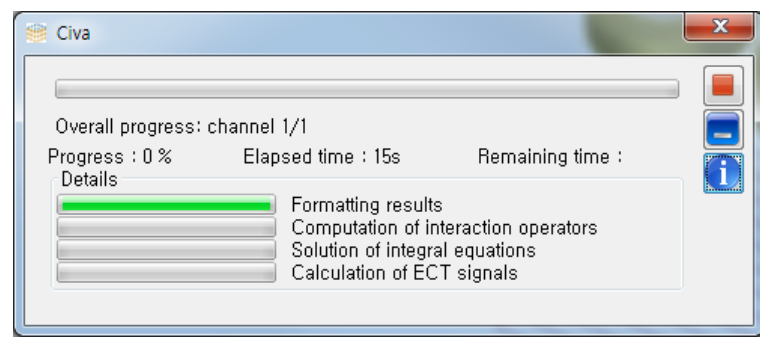 Civa
Overall progress: channel 1/1
Progress : 0 % Elapsed time : 15s Remaining time :
Details
Formatting results
Computation of interaction operators
Solution of integral equations
Calculation of ECT signals